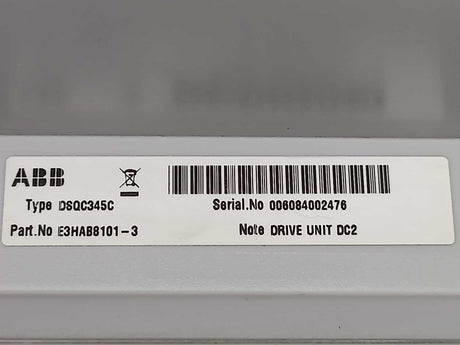 ABB
Type DSQC345C Serial.No 006084002476
Part.No E3HAB8101-3 Note DRIVE UNIT DC2